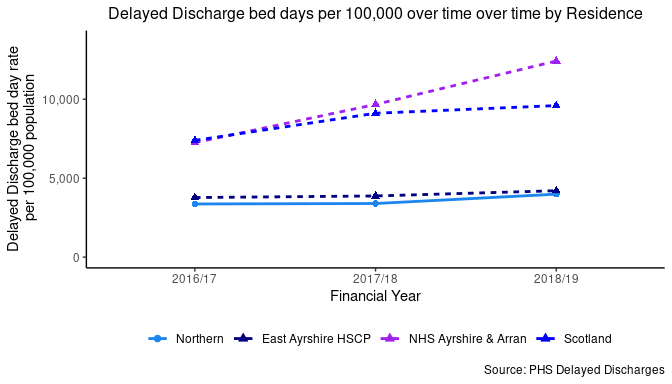 Delayed Discharge bed days per 100,000 over time over time by Residence
Delayed Discharge bed day rate
per 100,000 population
10,000
5,000
0
2016/17
2017/18
2018/19
Financial Year
Northern
East Ayrshire HSCP
NHS Ayrshire & Arran
Scotland
Source: PHS Delayed Discharges